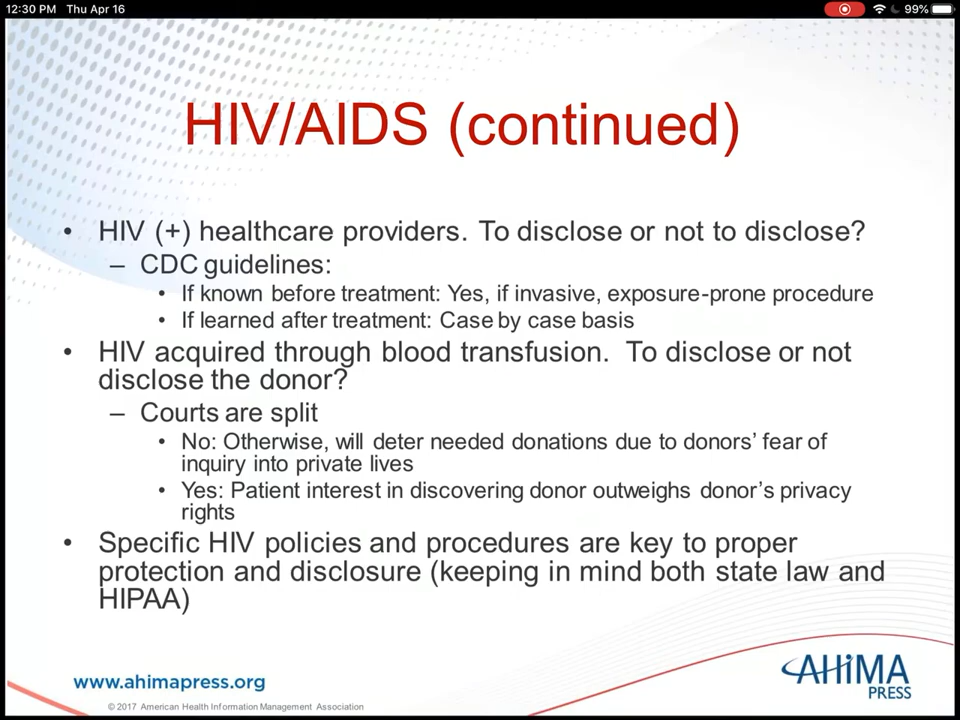 12:30 PM Thu Apr 16
99%
HIV/AIDS (continued)
• HIV (+) healthcare providers. To disclose or not to disclose?
– CDC guidelines:
• If known before treatment: Yes, if invasive, exposure-prone procedure
• If learned after treatment: Case by case basis
• HIV acquired through blood transfusion. To disclose or not
disclose the donor?
– Courts are split
• No: Otherwise, will deter needed donations due to donors’ fear of
inquiry into private lives
• Yes: Patient interest in discovering donor outweighs donor’s privacy
rights
• Specific HIV policies and procedures are key to proper
protection and disclosure (keeping in mind both state law and
HIPAA)
www.ahimapress.org
AHiMA
PRESS
© 2017 American Health Information Management Association